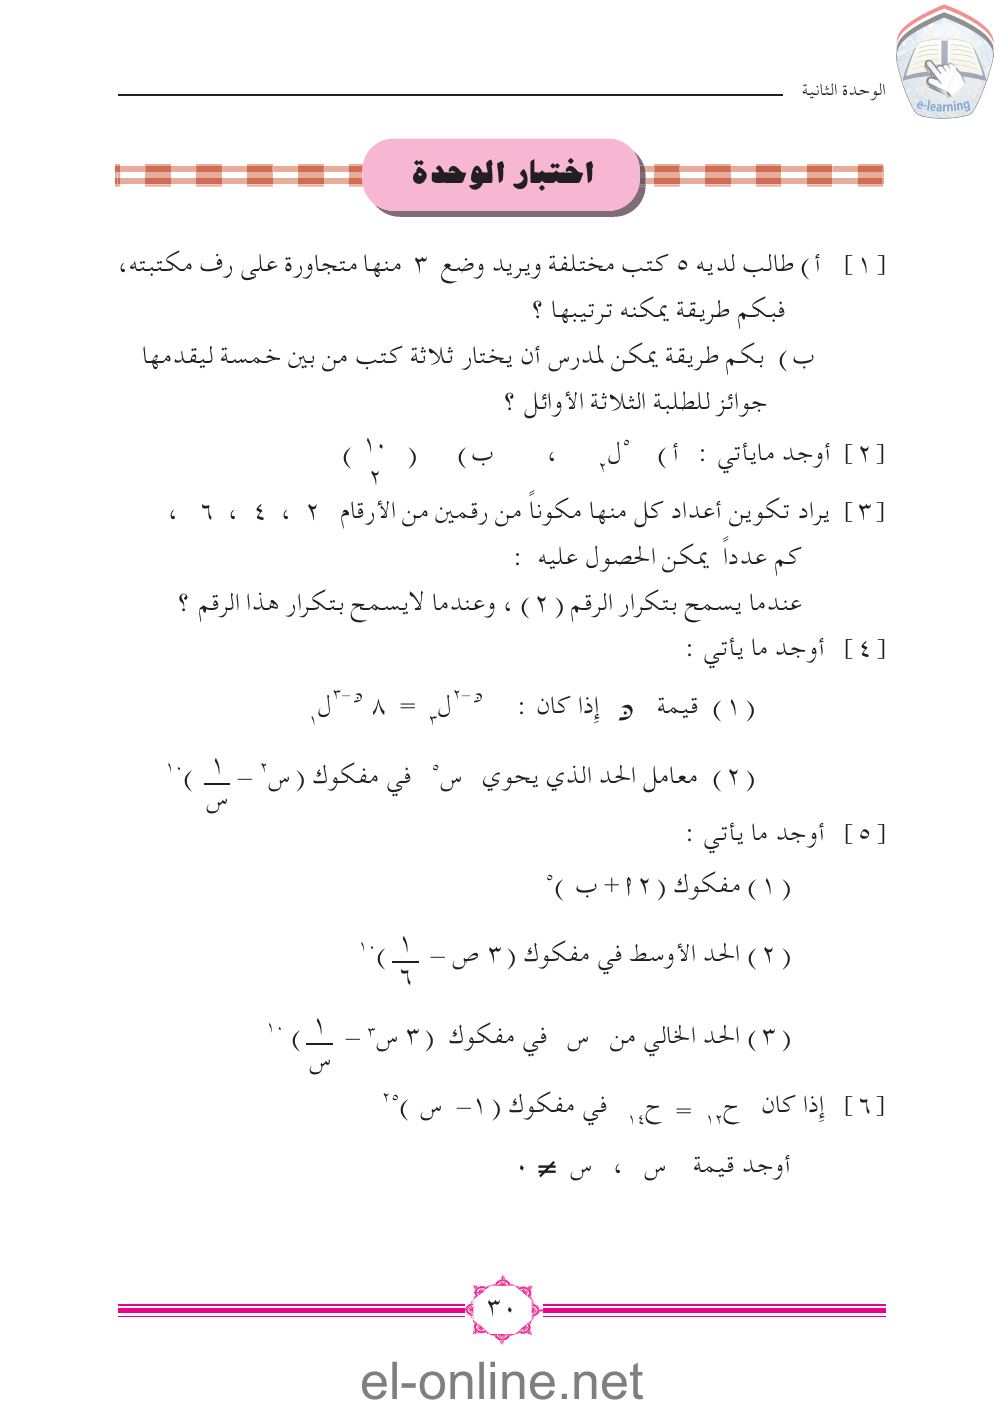 e-learning
الوحدة الثانية
اختبار الوحدة
[ ١ ] أ ) طالب لديه ٥ كتب مختلفة ويريد وضع ٣ منها متجاورة على رف مكتبته،
فبكم طريقة يمكنه ترتيبها ؟
ب ) بكم طريقة يمكن لمدرس أن يختار ثلاثة كتب من بين خمسة ليقدمها
جوائز للطلبة الثلاثة الأوائل ؟
[ ٢ ] أوجد مايأتي : أ ) ⁵ل₂ ، ب ) ( ١٠ ٢ )
[ ٣ ] يراد تكوين أعداد كل منها مكوناً من رقمين من الأرقام ٢ ، ٤ ، ٦ ،
كم عدداً يمكن الحصول عليه :
عندما يسمح بتكرار الرقم ( ٢ ) ، وعندما لايسمح بتكرار هذا الرقم ؟
[ ٤ ] أوجد ما يأتي :
( ١ ) قيمة ن إذا كان : ن-٢ل٣ = ٨ ن-٣ل١
( ٢ ) معامل الحد الذي يحوي س٥ في مفكوك ( س٢ – ١/س )١٠
[ ٥ ] أوجد ما يأتي :
( ١ ) مفكوك ( ٢ ا + ب )٥
( ٢ ) الحد الأوسط في مفكوك ( ٣ ص – ١/٦ )١٠
( ٣ ) الحد الخالي من س في مفكوك ( ٣ س٣ – ١/س )١٠
[ ٦ ] إذا كان ح١٢ = ح١٤ في مفكوك ( ١– س )٢٥
أوجد قيمة س ، س ≠ ٠
٣٠
el-online.net